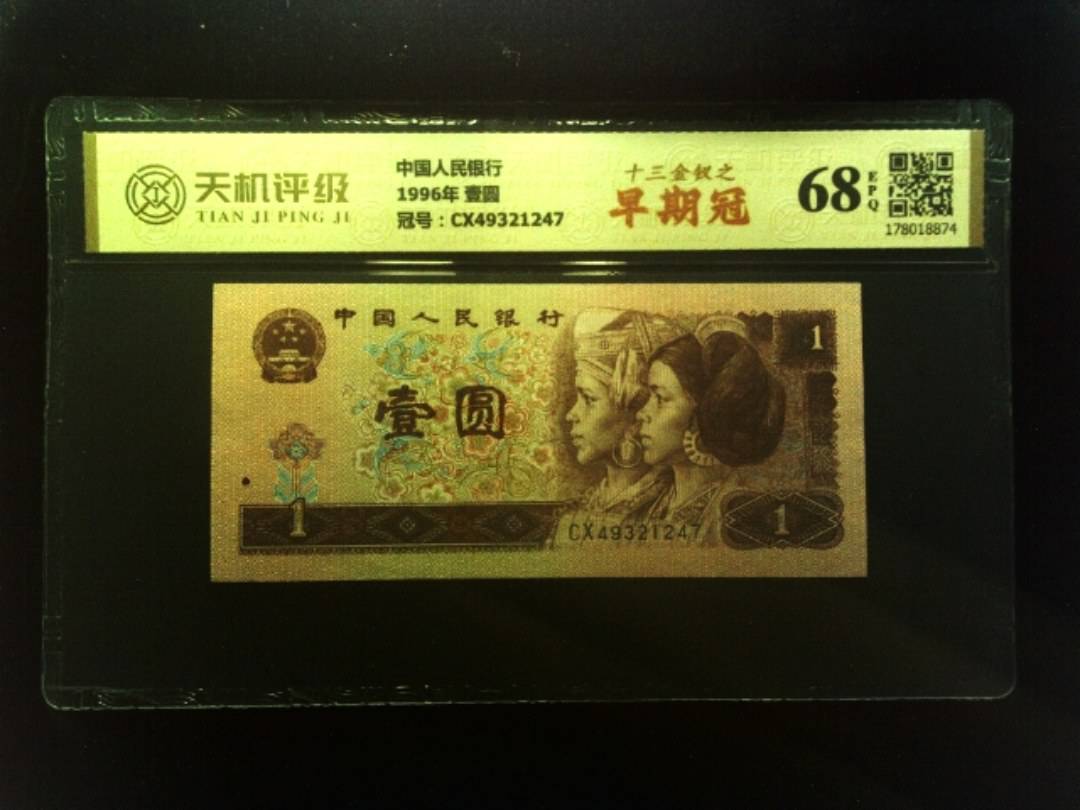 天机评级
TIAN JI PING JI
中国人民银行
1996年 壹圆
冠号：CX49321247
十三金钗之
早期冠
68
EPQ
178018874
中国人民银行
1
壹圆
1
CX49321247
1